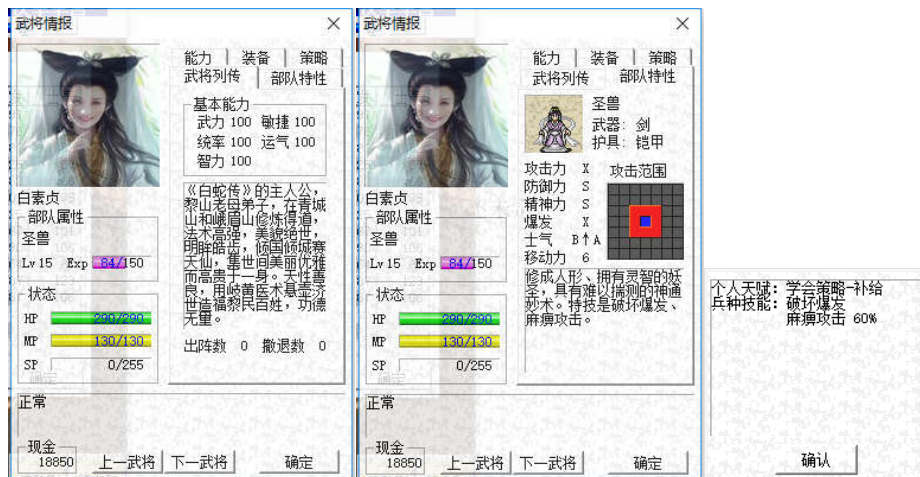 武将情报
能力 装备 策略
武将列传 部队特性
基本能力
武力 100 敏捷 100
统率 100 运气 100
智力 100
《白蛇传》的主人公,
黎山老母弟子,在青城
山和峨眉山修炼得道,
法术高强,美貌绝世,
明眸皓齿,倾国倾城赛
天仙,集世间美丽优雅
而高贵于一身。天性善
良,用岐黄医术悬壶济
世造福黎民百姓,功德
无量。
出阵数 0 撤退数 0
白素贞
部队属性
圣兽
Lv 15 Exp 84/150
状态
HP 290/290
MP 130/130
SP 0/255
正常
现金
18850
上一武将 下一武将 确定
武将情报
能力 装备 策略
武将列传 部队特性
圣兽
武器: 剑
护具: 铠甲
攻击力 X 攻击范围
防御力 S
精神力 S
爆发 X
士气 B↑A
移动力 6
修成人形、拥有灵智的妖
圣,具有难以揣测的神通
妙术。特技是破坏爆发、
麻痹攻击。
白素贞
部队属性
圣兽
Lv 15 Exp 84/150
状态
HP 290/290
MP 130/130
SP 0/255
正常
现金
18850
上一武将 下一武将 确定
个人天赋: 学会策略-补给
兵种技能: 破坏爆发
麻痹攻击 60%
确认